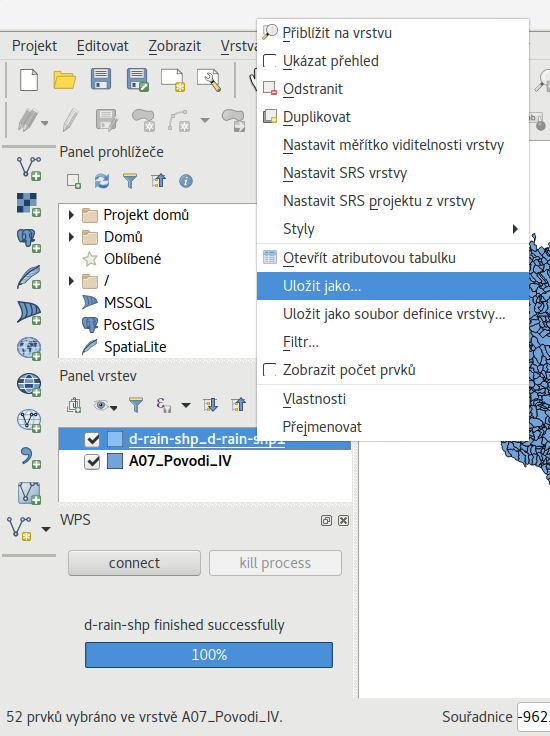 Projekt Editovat Zobrazit Vrstva
Přiblížit na vrstvu
Ukázat přehled
Odstranit
Duplikovat
Nastavit měřítko viditelnosti vrstvy
Nastavit SRS vrstvy
Nastavit SRS projektu z vrstvy
Styly
Otevřít atributovou tabulku
Uložit jako...
Uložit jako soubor definice vrstvy...
Filtr...
Zobrazit počet prvků
Vlastnosti
Přejmenovat
Panel prohlížeče
Projekt domů
Domů
Oblíbené
/
MSSQL
PostGIS
SpatiaLite
Panel vrstev
d-rain-shp_d-rain-shp1
A07_Povodi_IV
WPS
connect kill process
d-rain-shp finished successfully
100%
52 prvků vybráno ve vrstvě A07_Povodi_IV. Souřadnice -962